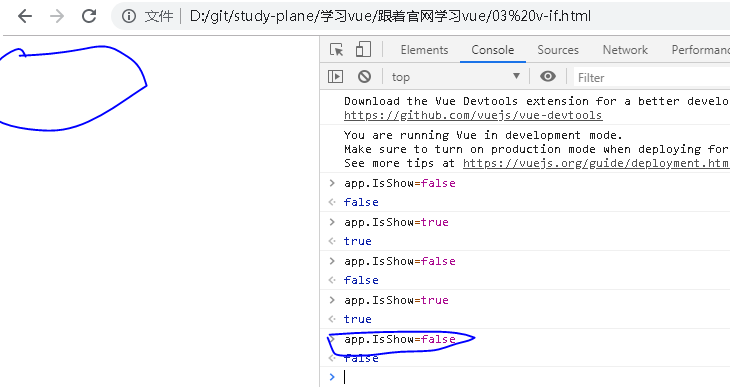 文件 D:/git/study-plane/学习vue/跟着官网学习vue/03%20v-if.html
Elements Console Sources Network Performan
top Filter
Download the Vue Devtools extension for a better develo
https://github.com/vuejs/vue-devtools
You are running Vue in development mode.
Make sure to turn on production mode when deploying for
See more tips at https://vuejs.org/guide/deployment.htm
> app.IsShow=false
< false
> app.IsShow=true
< true
> app.IsShow=false
< false
> app.IsShow=true
< true
> app.IsShow=false
< false
>